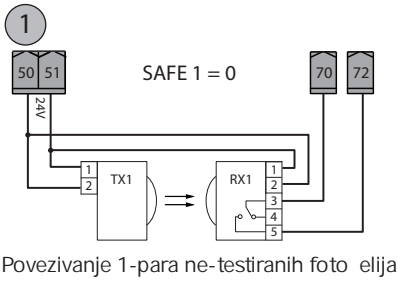 1
50 51 SAFE 1 = 0 70 72
24V
1 TX1 RX1 1
2 2
3
4
5
Povezivanje 1-para ne-testiranih foto elija